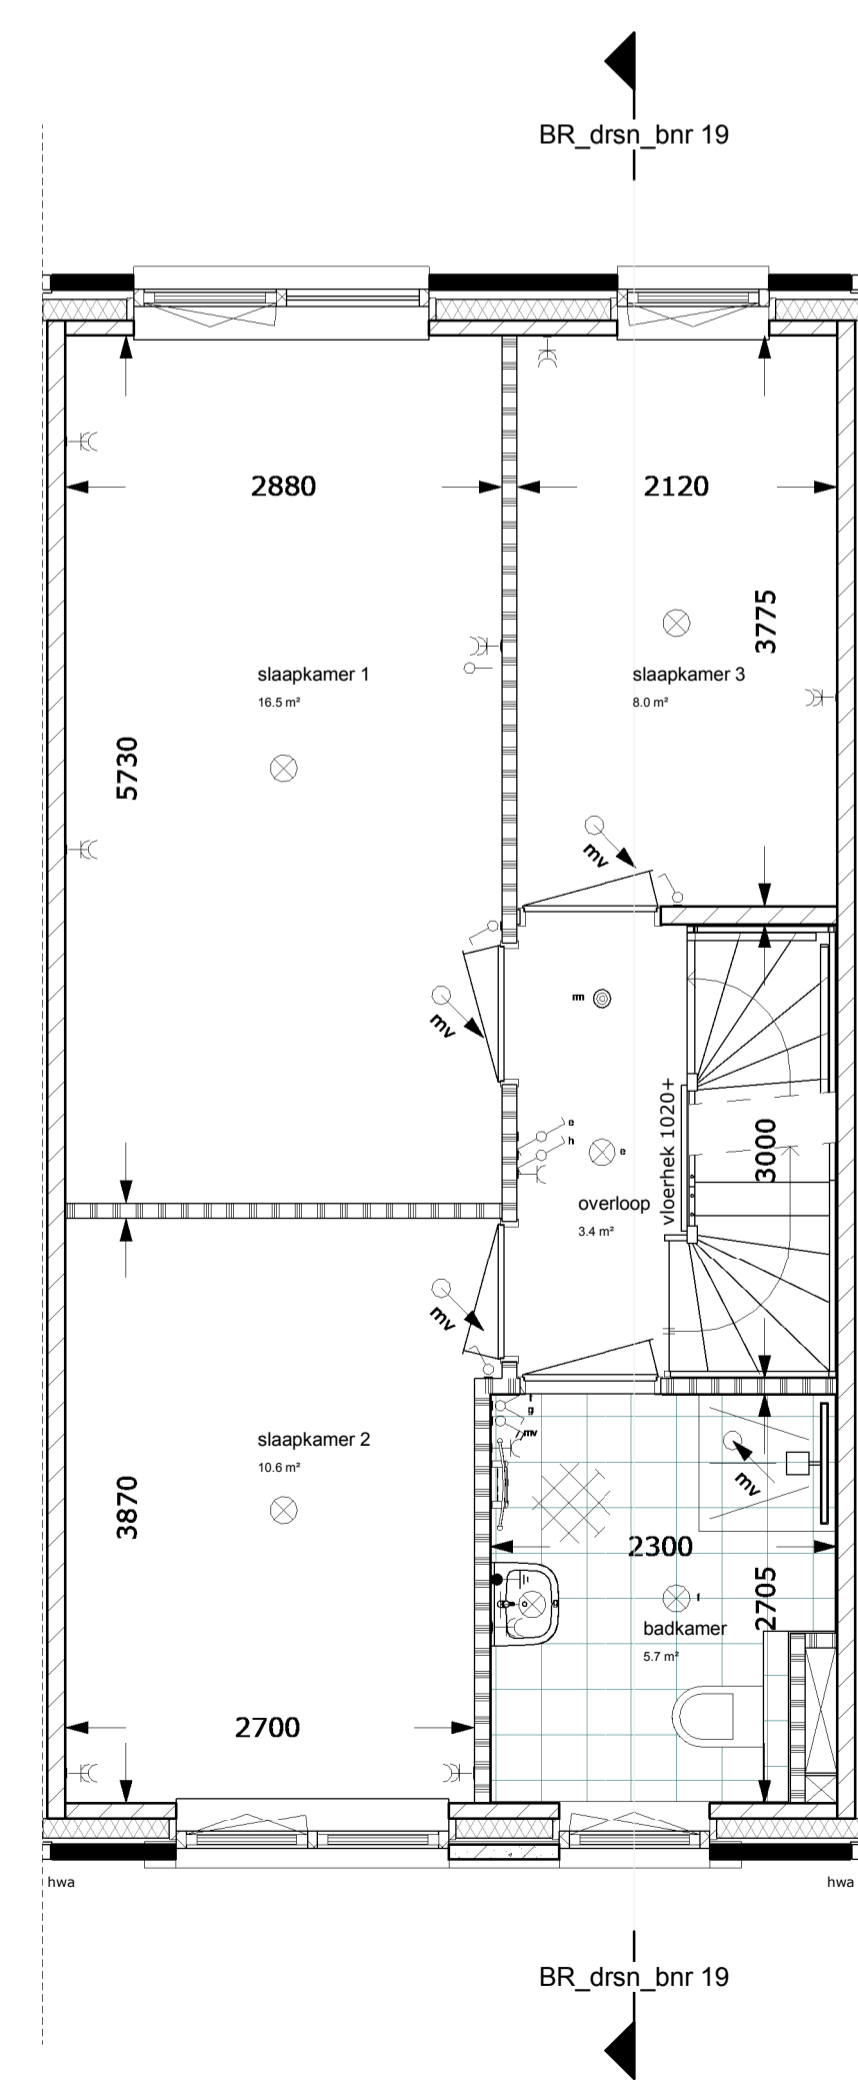 BR_drsn_bnr 19
2880
2120
3775
slaapkamer 1
16.5 m²
slaapkamer 3
8.0 m²
5730
mv
mv
rm
vloerhek 1020+
e
h
e
3000
overloop
3.4 m²
mv
f
g
mv
slaapkamer 2
10.6 m²
mv
3870
2300
2705
g
f
badkamer
5.7 m²
2700
hwa
hwa
BR_drsn_bnr 19